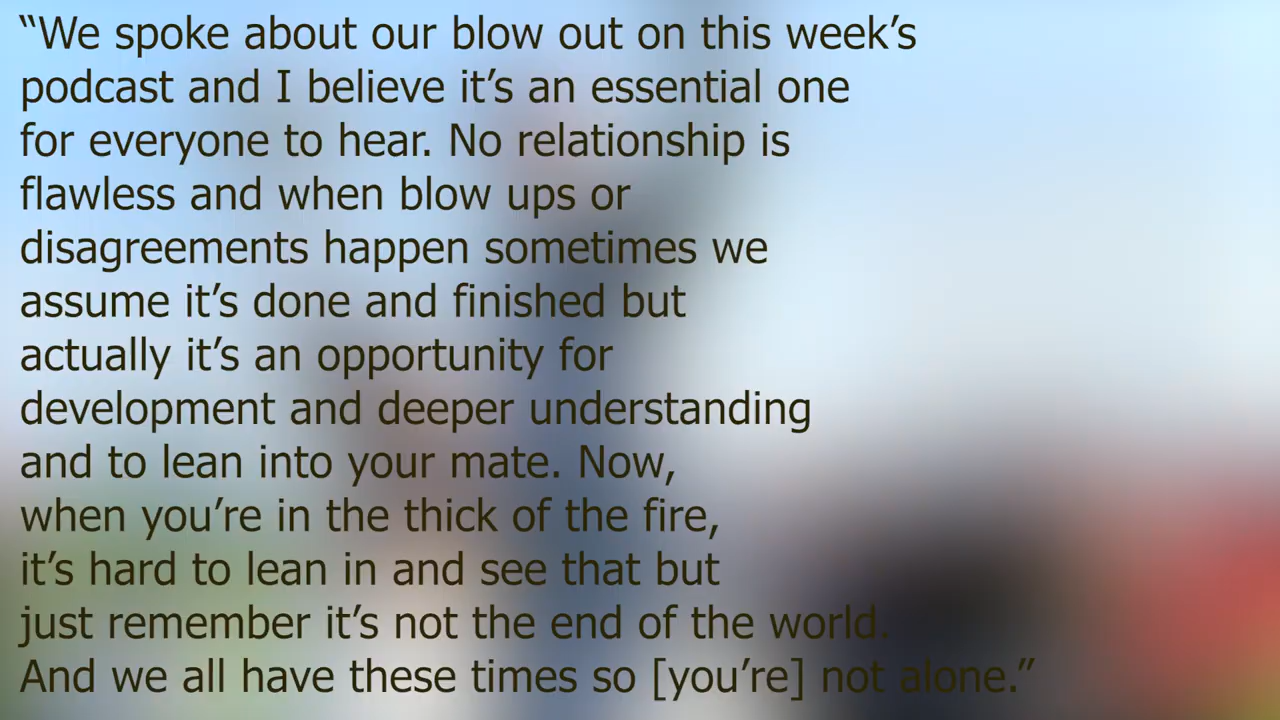 “We spoke about our blow out on this week’s
podcast and I believe it’s an essential one
for everyone to hear. No relationship is
flawless and when blow ups or
disagreements happen sometimes we
assume it’s done and finished but
actually it’s an opportunity for
development and deeper understanding
and to lean into your mate. Now,
when you’re in the thick of the fire,
it’s hard to lean in and see that but
just remember it’s not the end of the world.
And we all have these times so [you’re] not alone.”